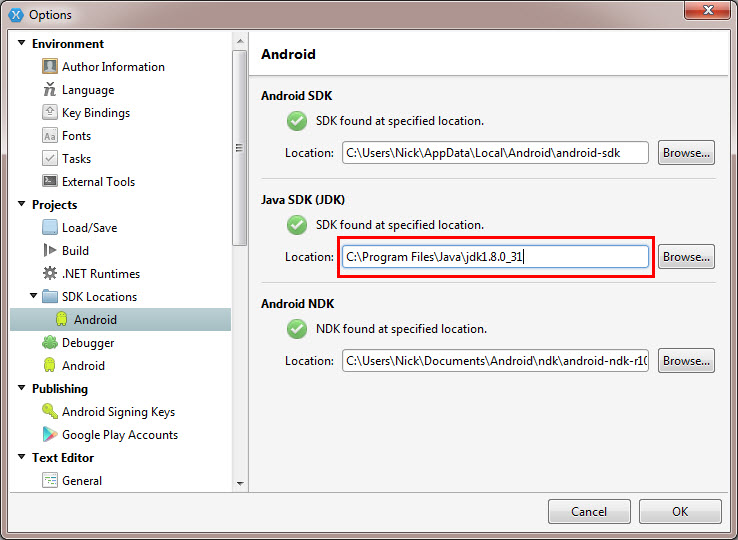 Options
Environment
Author Information
Language
Key Bindings
Fonts
Tasks
External Tools
Projects
Load/Save
Build
.NET Runtimes
SDK Locations
Android
Debugger
Android
Publishing
Android Signing Keys
Google Play Accounts
Text Editor
General
Android
Android SDK
SDK found at specified location.
Location: C:\Users\Nick\AppData\Local\Android\android-sdk Browse...
Java SDK (JDK)
SDK found at specified location.
Location: C:\Program Files\Java\jdk1.8.0_31 Browse...
Android NDK
NDK found at specified location.
Location: C:\Users\Nick\Documents\Android\ndk\android-ndk-r10 Browse...
Cancel OK